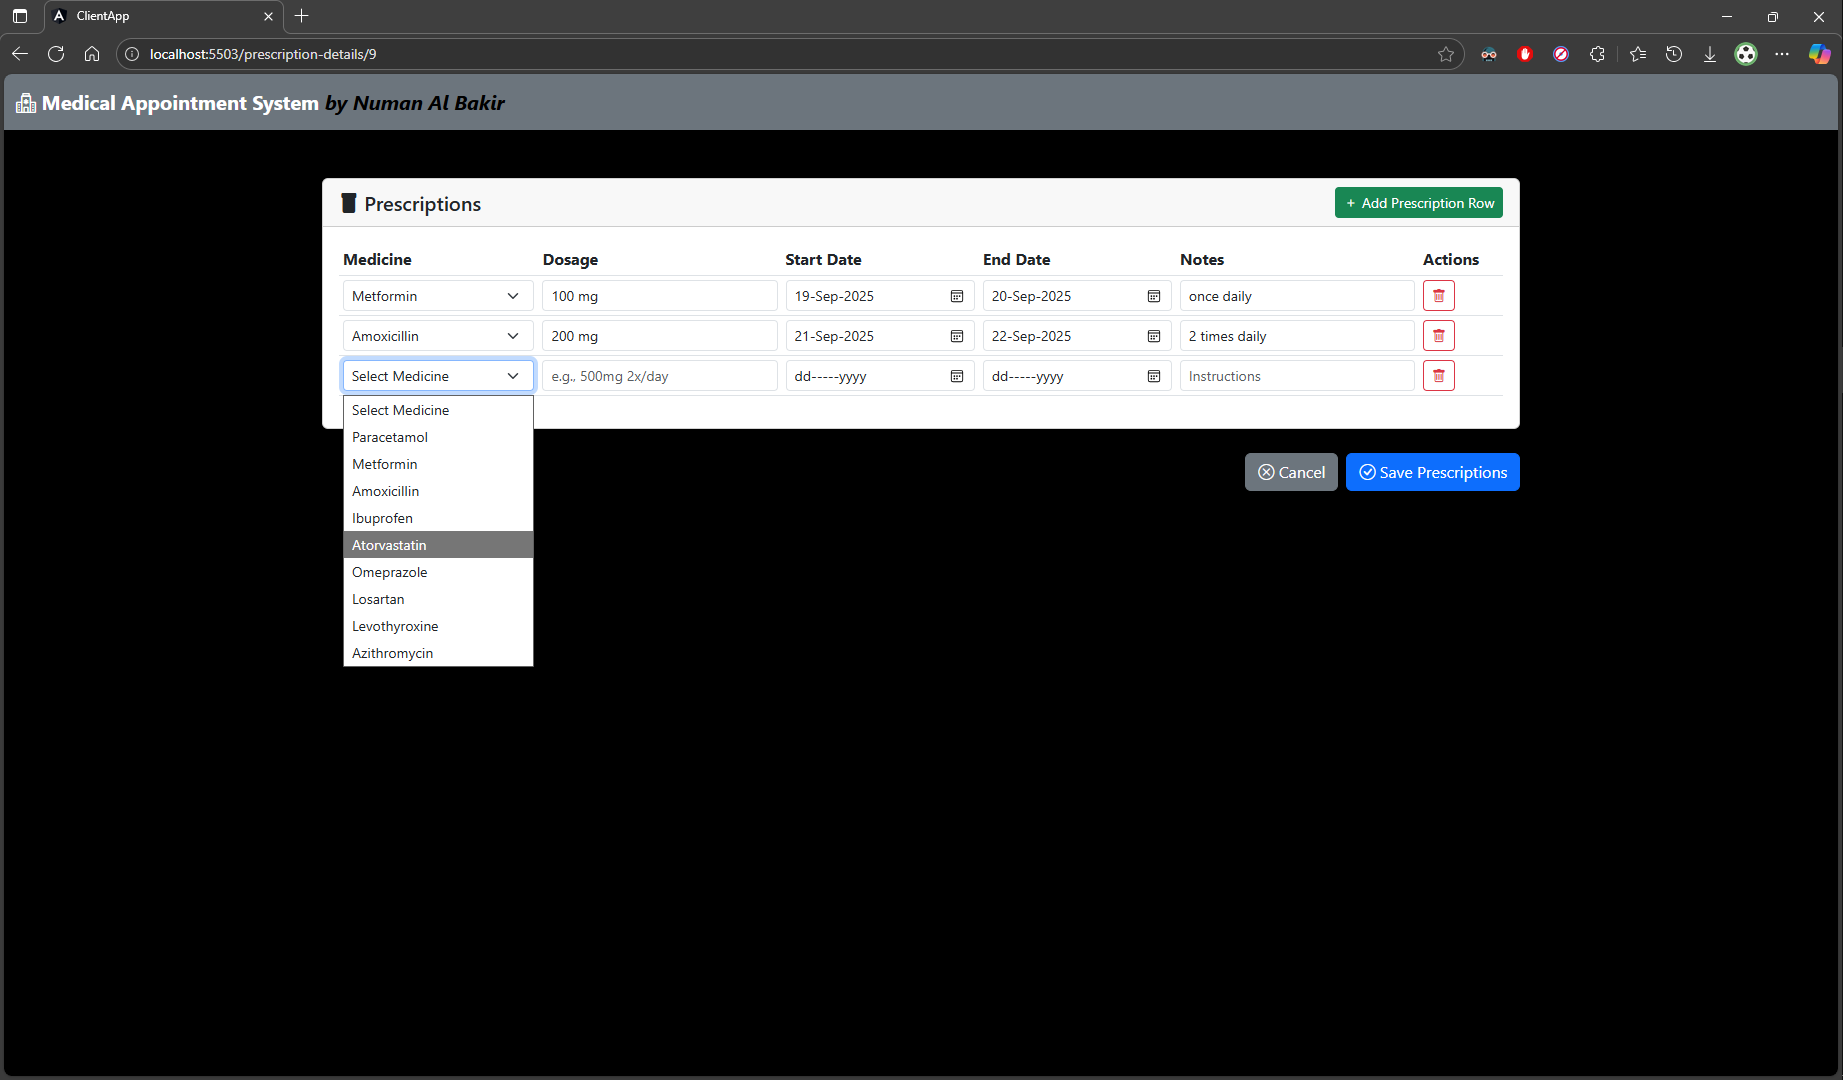 ClientApp
localhost:5503/prescription-details/9
Medical Appointment System by Numan Al Bakir
Prescriptions
+ Add Prescription Row
Medicine Dosage Start Date End Date Notes Actions
Metformin 100 mg 19-Sep-2025 20-Sep-2025 once daily
Amoxicillin 200 mg 21-Sep-2025 22-Sep-2025 2 times daily
Select Medicine e.g., 500mg 2x/day dd-----yyyy dd-----yyyy Instructions
Select Medicine
Paracetamol
Metformin
Amoxicillin
Ibuprofen
Atorvastatin
Omeprazole
Losartan
Levothyroxine
Azithromycin
Cancel Save Prescriptions